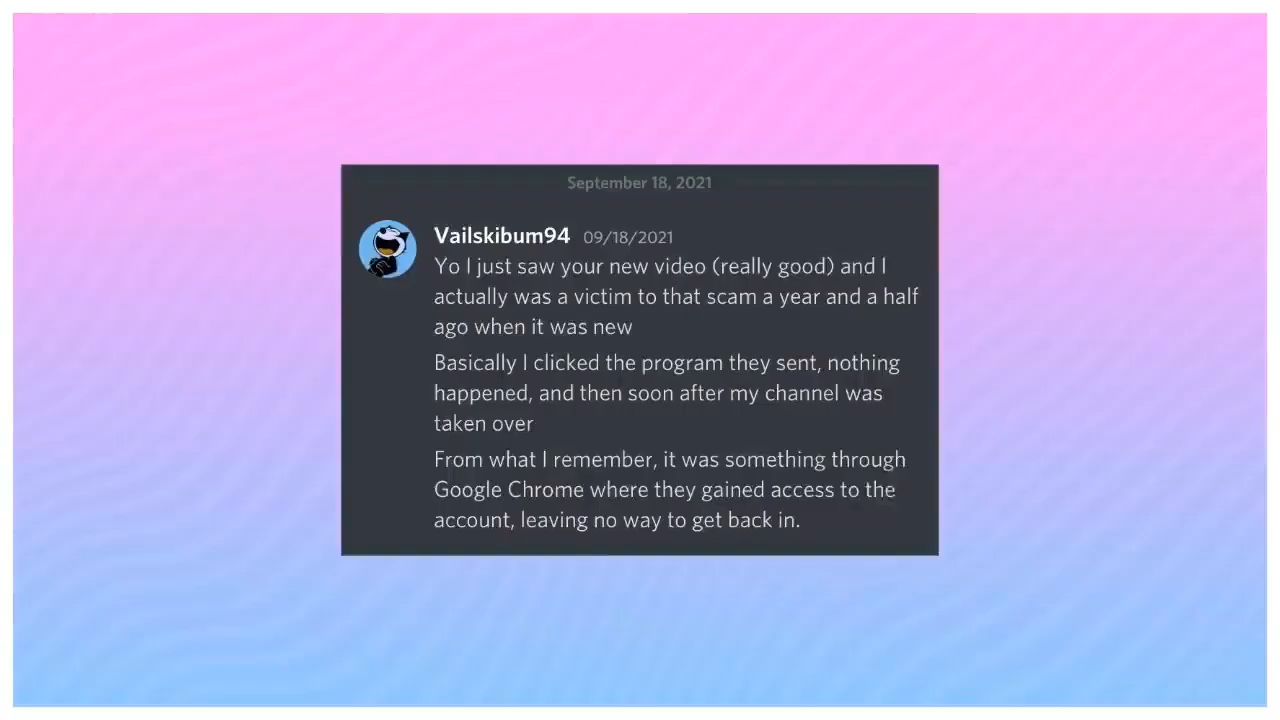 September 18, 2021
Vailskibum94 09/18/2021
Yo I just saw your new video (really good) and I
actually was a victim to that scam a year and a half
ago when it was new
Basically I clicked the program they sent, nothing
happened, and then soon after my channel was
taken over
From what I remember, it was something through
Google Chrome where they gained access to the
account, leaving no way to get back in.